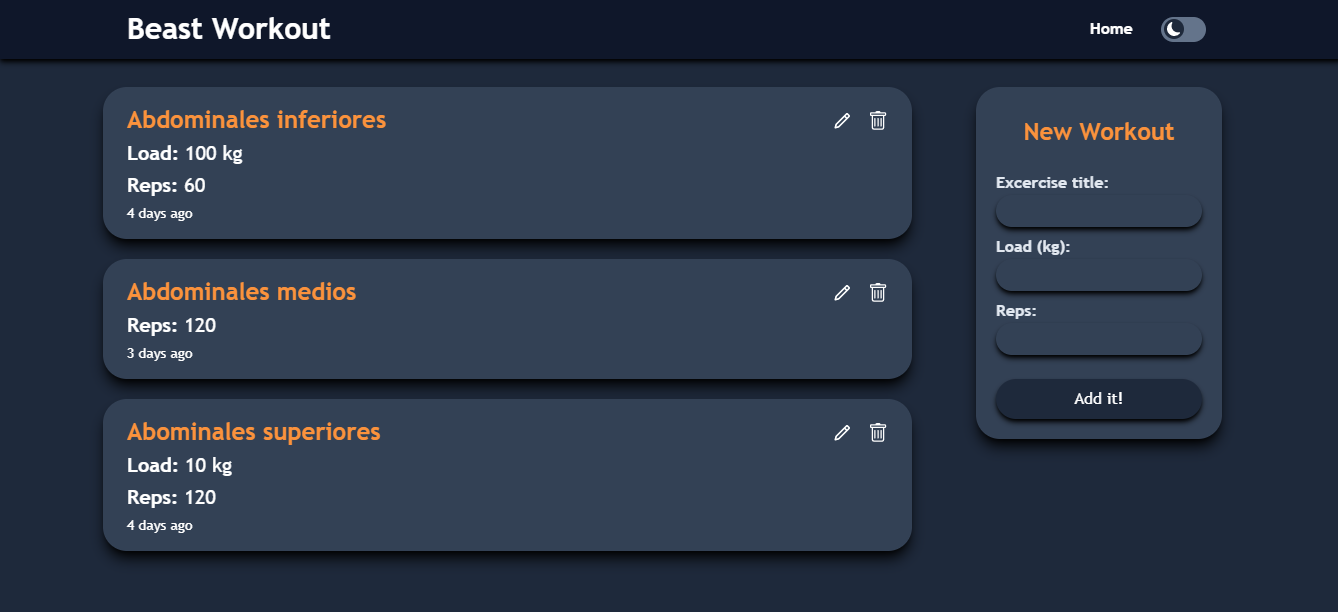 Beast Workout
Home
Abdominales inferiores
Load: 100 kg
Reps: 60
4 days ago
Abdominales medios
Reps: 120
3 days ago
Abominales superiores
Load: 10 kg
Reps: 120
4 days ago
New Workout
Excercise title:
Load (kg):
Reps:
Add it!